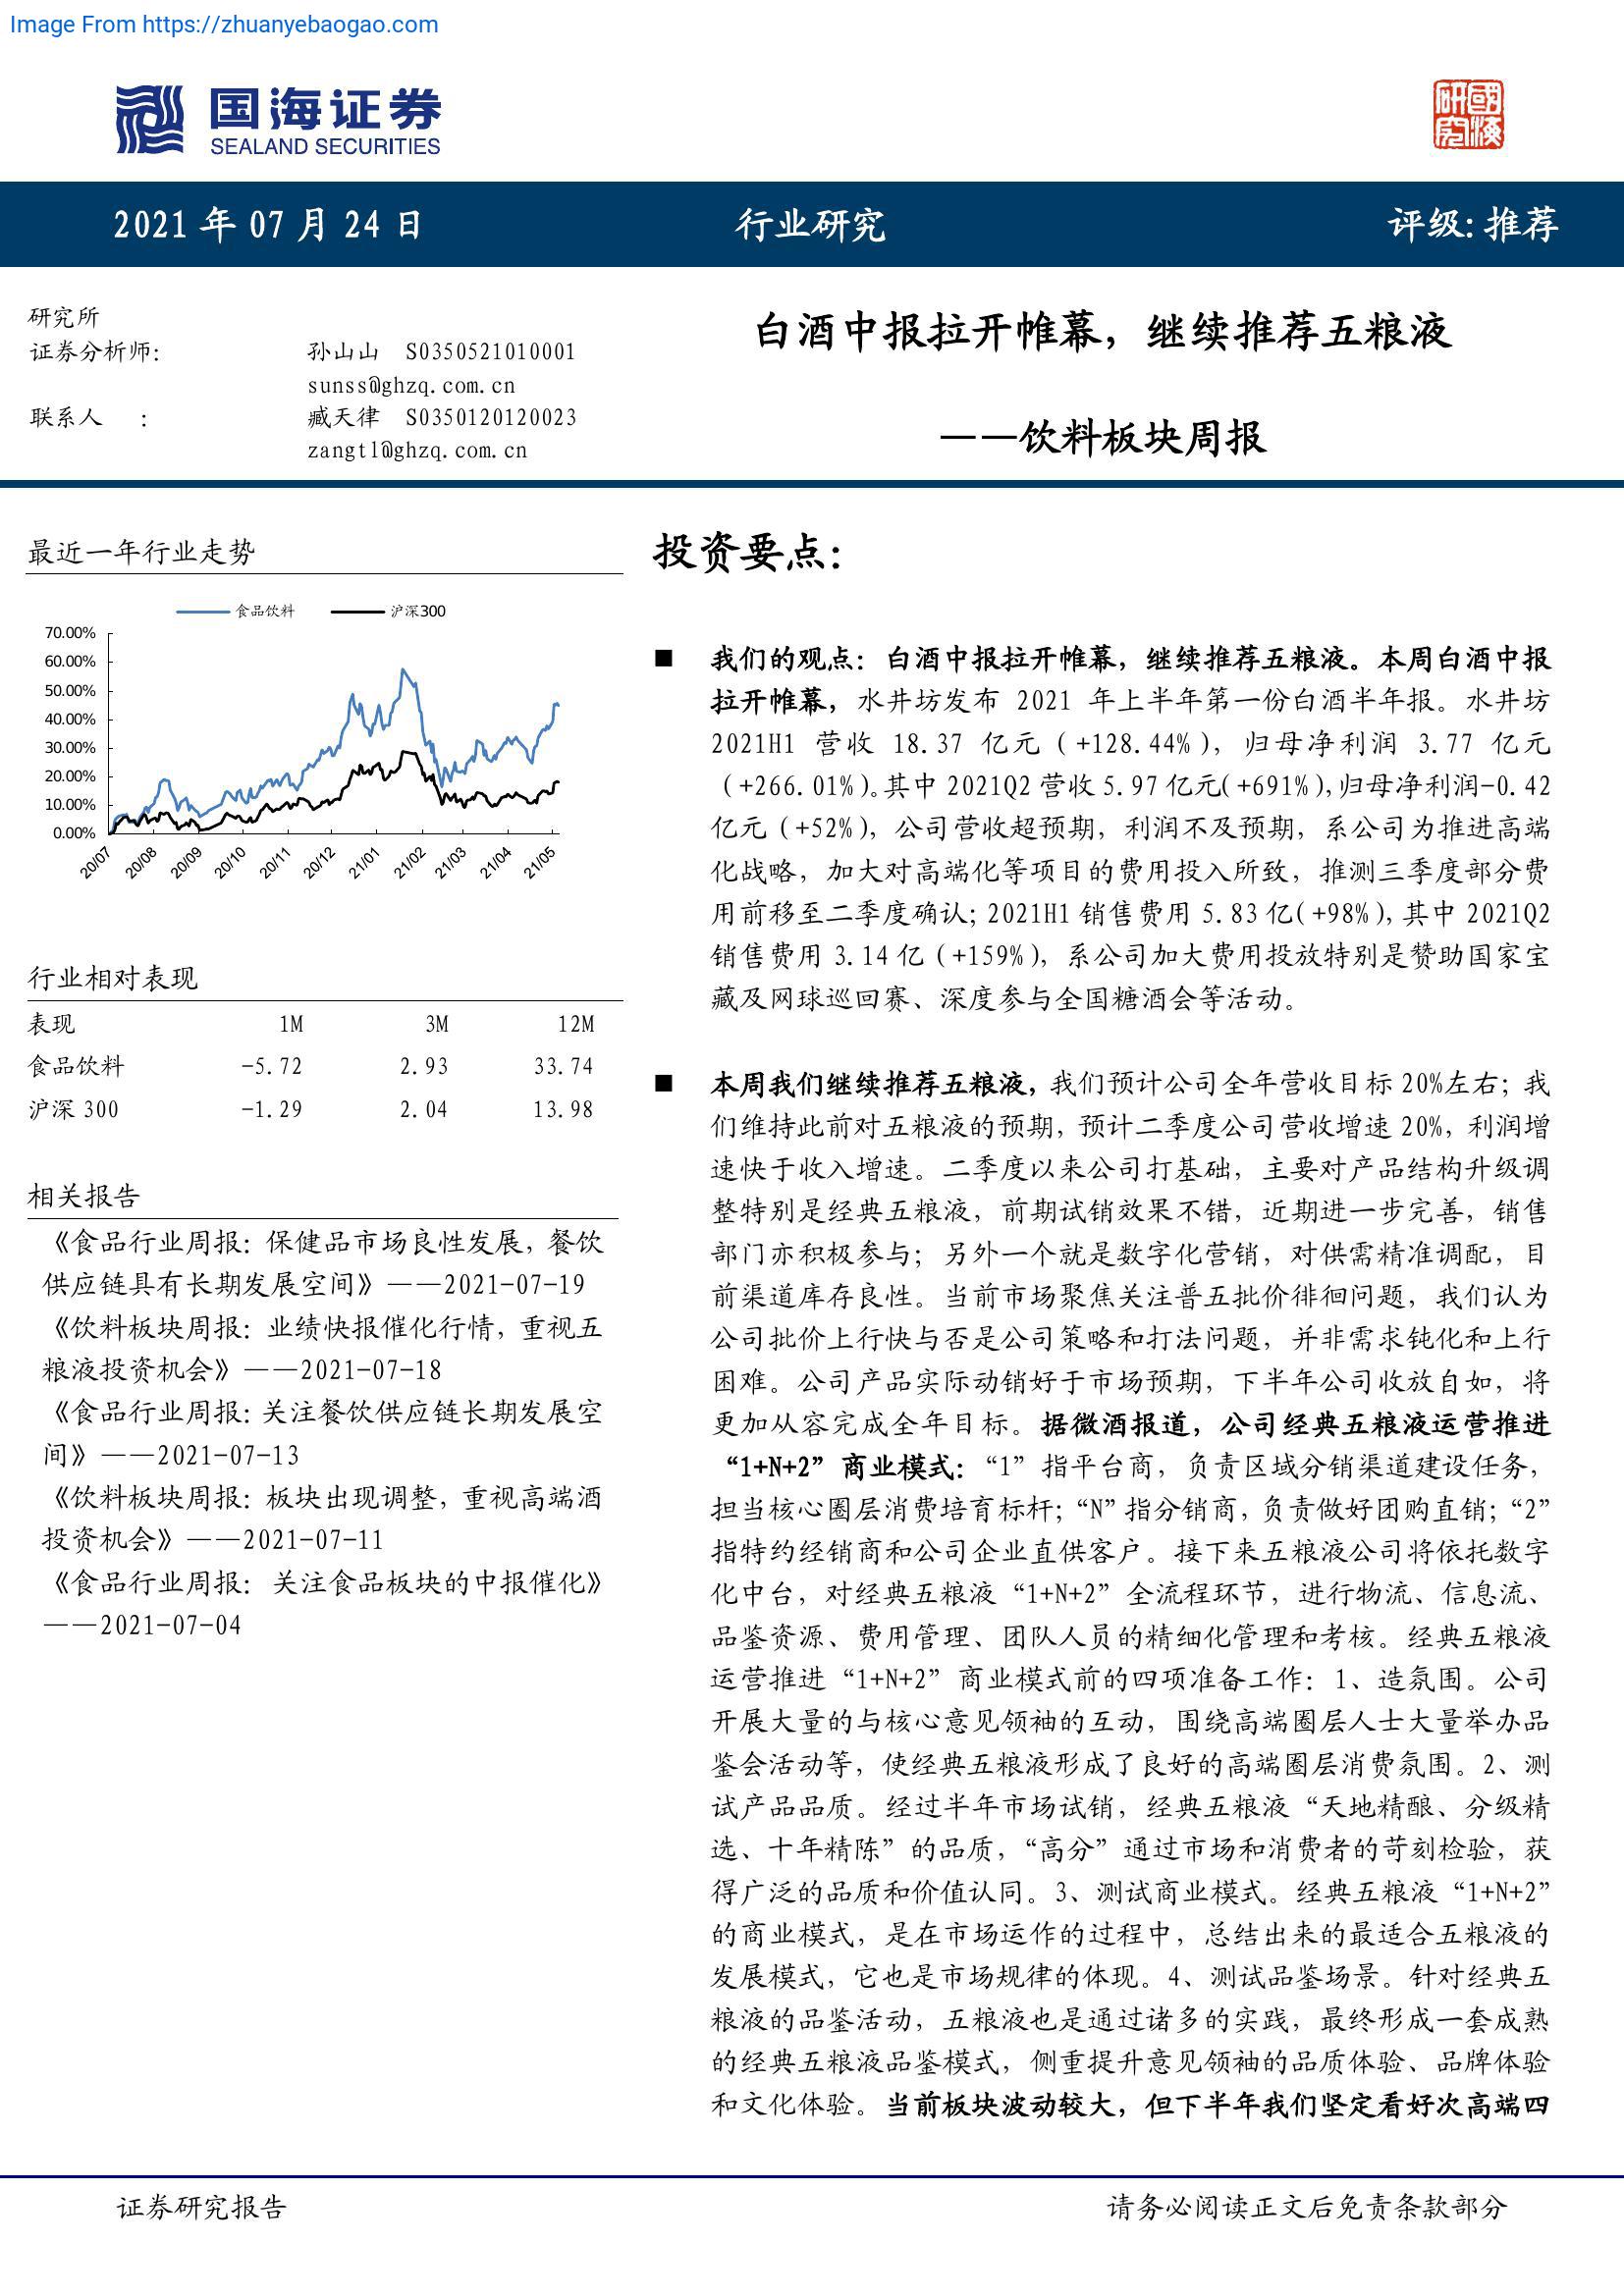 Image From https://zhuanyebaogao.com
国海证券
SEALAND SECURITIES
研國
究海
2021 年 07 月 24 日
行业研究
评级：推荐
研究所
证券分析师：
孙山山 S0350521010001
sunss@ghzq.com.cn
联系人 ：
臧天律 S0350120120023
zangtl@ghzq.com.cn
白酒中报拉开帷幕，继续推荐五粮液
——饮料板块周报
最近一年行业走势
食品饮料 沪深300
70.00%
60.00%
50.00%
40.00%
30.00%
20.00%
10.00%
0.00%
20/07 20/08 20/09 20/10 20/11 20/12 21/01 21/02 21/03 21/04 21/05
行业相对表现
表现 1M 3M 12M
食品饮料 -5.72 2.93 33.74
沪深 300 -1.29 2.04 13.98
相关报告
《食品行业周报：保健品市场良性发展，餐饮
供应链具有长期发展空间》——2021-07-19
《饮料板块周报：业绩快报催化行情，重视五
粮液投资机会》——2021-07-18
《食品行业周报：关注餐饮供应链长期发展空
间》——2021-07-13
《饮料板块周报：板块出现调整，重视高端酒
投资机会》——2021-07-11
《食品行业周报：关注食品板块的中报催化》
——2021-07-04
投资要点：
■ 我们的观点：白酒中报拉开帷幕，继续推荐五粮液。本周白酒中报
拉开帷幕，水井坊发布 2021 年上半年第一份白酒半年报。水井坊
2021H1 营收 18.37 亿元（+128.44%），归母净利润 3.77 亿元
（+266.01%）。其中 2021Q2 营收 5.97 亿元（+691%），归母净利润-0.42
亿元（+52%），公司营收超预期，利润不及预期，系公司为推进高端
化战略，加大对高端化等项目的费用投入所致，推测三季度部分费
用前移至二季度确认；2021H1 销售费用 5.83 亿（+98%），其中 2021Q2
销售费用 3.14 亿（+159%），系公司加大费用投放特别是赞助国家宝
藏及网球巡回赛、深度参与全国糖酒会等活动。
■ 本周我们继续推荐五粮液，我们预计公司全年营收目标 20%左右；我
们维持此前对五粮液的预期，预计二季度公司营收增速 20%，利润增
速快于收入增速。二季度以来公司打基础，主要对产品结构升级调
整特别是经典五粮液，前期试销效果不错，近期进一步完善，销售
部门亦积极参与；另外一个就是数字化营销，对供需精准调配，目
前渠道库存良性。当前市场聚焦关注普五批价徘徊问题，我们认为
公司批价上行快与否是公司策略和打法问题，并非需求钝化和上行
困难。公司产品实际动销好于市场预期，下半年公司收放自如，将
更加从容完成全年目标。据微酒报道，公司经典五粮液运营推进
“1+N+2”商业模式：“1”指平台商，负责区域分销渠道建设任务，
担当核心圈层消费培育标杆；“N”指分销商，负责做好团购直销；“2”
指特约经销商和公司企业直供客户。接下来五粮液公司将依托数字
化中台，对经典五粮液“1+N+2”全流程环节，进行物流、信息流、
品鉴资源、费用管理、团队人员的精细化管理和考核。经典五粮液
运营推进“1+N+2”商业模式前的四项准备工作：1、造氛围。公司
开展大量的与核心意见领袖的互动，围绕高端圈层人士大量举办品
鉴会活动等，使经典五粮液形成了良好的高端圈层消费氛围。2、测
试产品品质。经过半年市场试销，经典五粮液“天地精酿、分级精
选、十年精陈”的品质，“高分”通过市场和消费者的苛刻检验，获
得广泛的品质和价值认同。3、测试商业模式。经典五粮液“1+N+2”
的商业模式，是在市场运作的过程中，总结出来的最适合五粮液的
发展模式，它也是市场规律的体现。4、测试品鉴场景。针对经典五
粮液的品鉴活动，五粮液也是通过诸多的实践，最终形成一套成熟
的经典五粮液品鉴模式，侧重提升意见领袖的品质体验、品牌体验
和文化体验。当前板块波动较大，但下半年我们坚定看好次高端四
证券研究报告
请务必阅读正文后免责条款部分